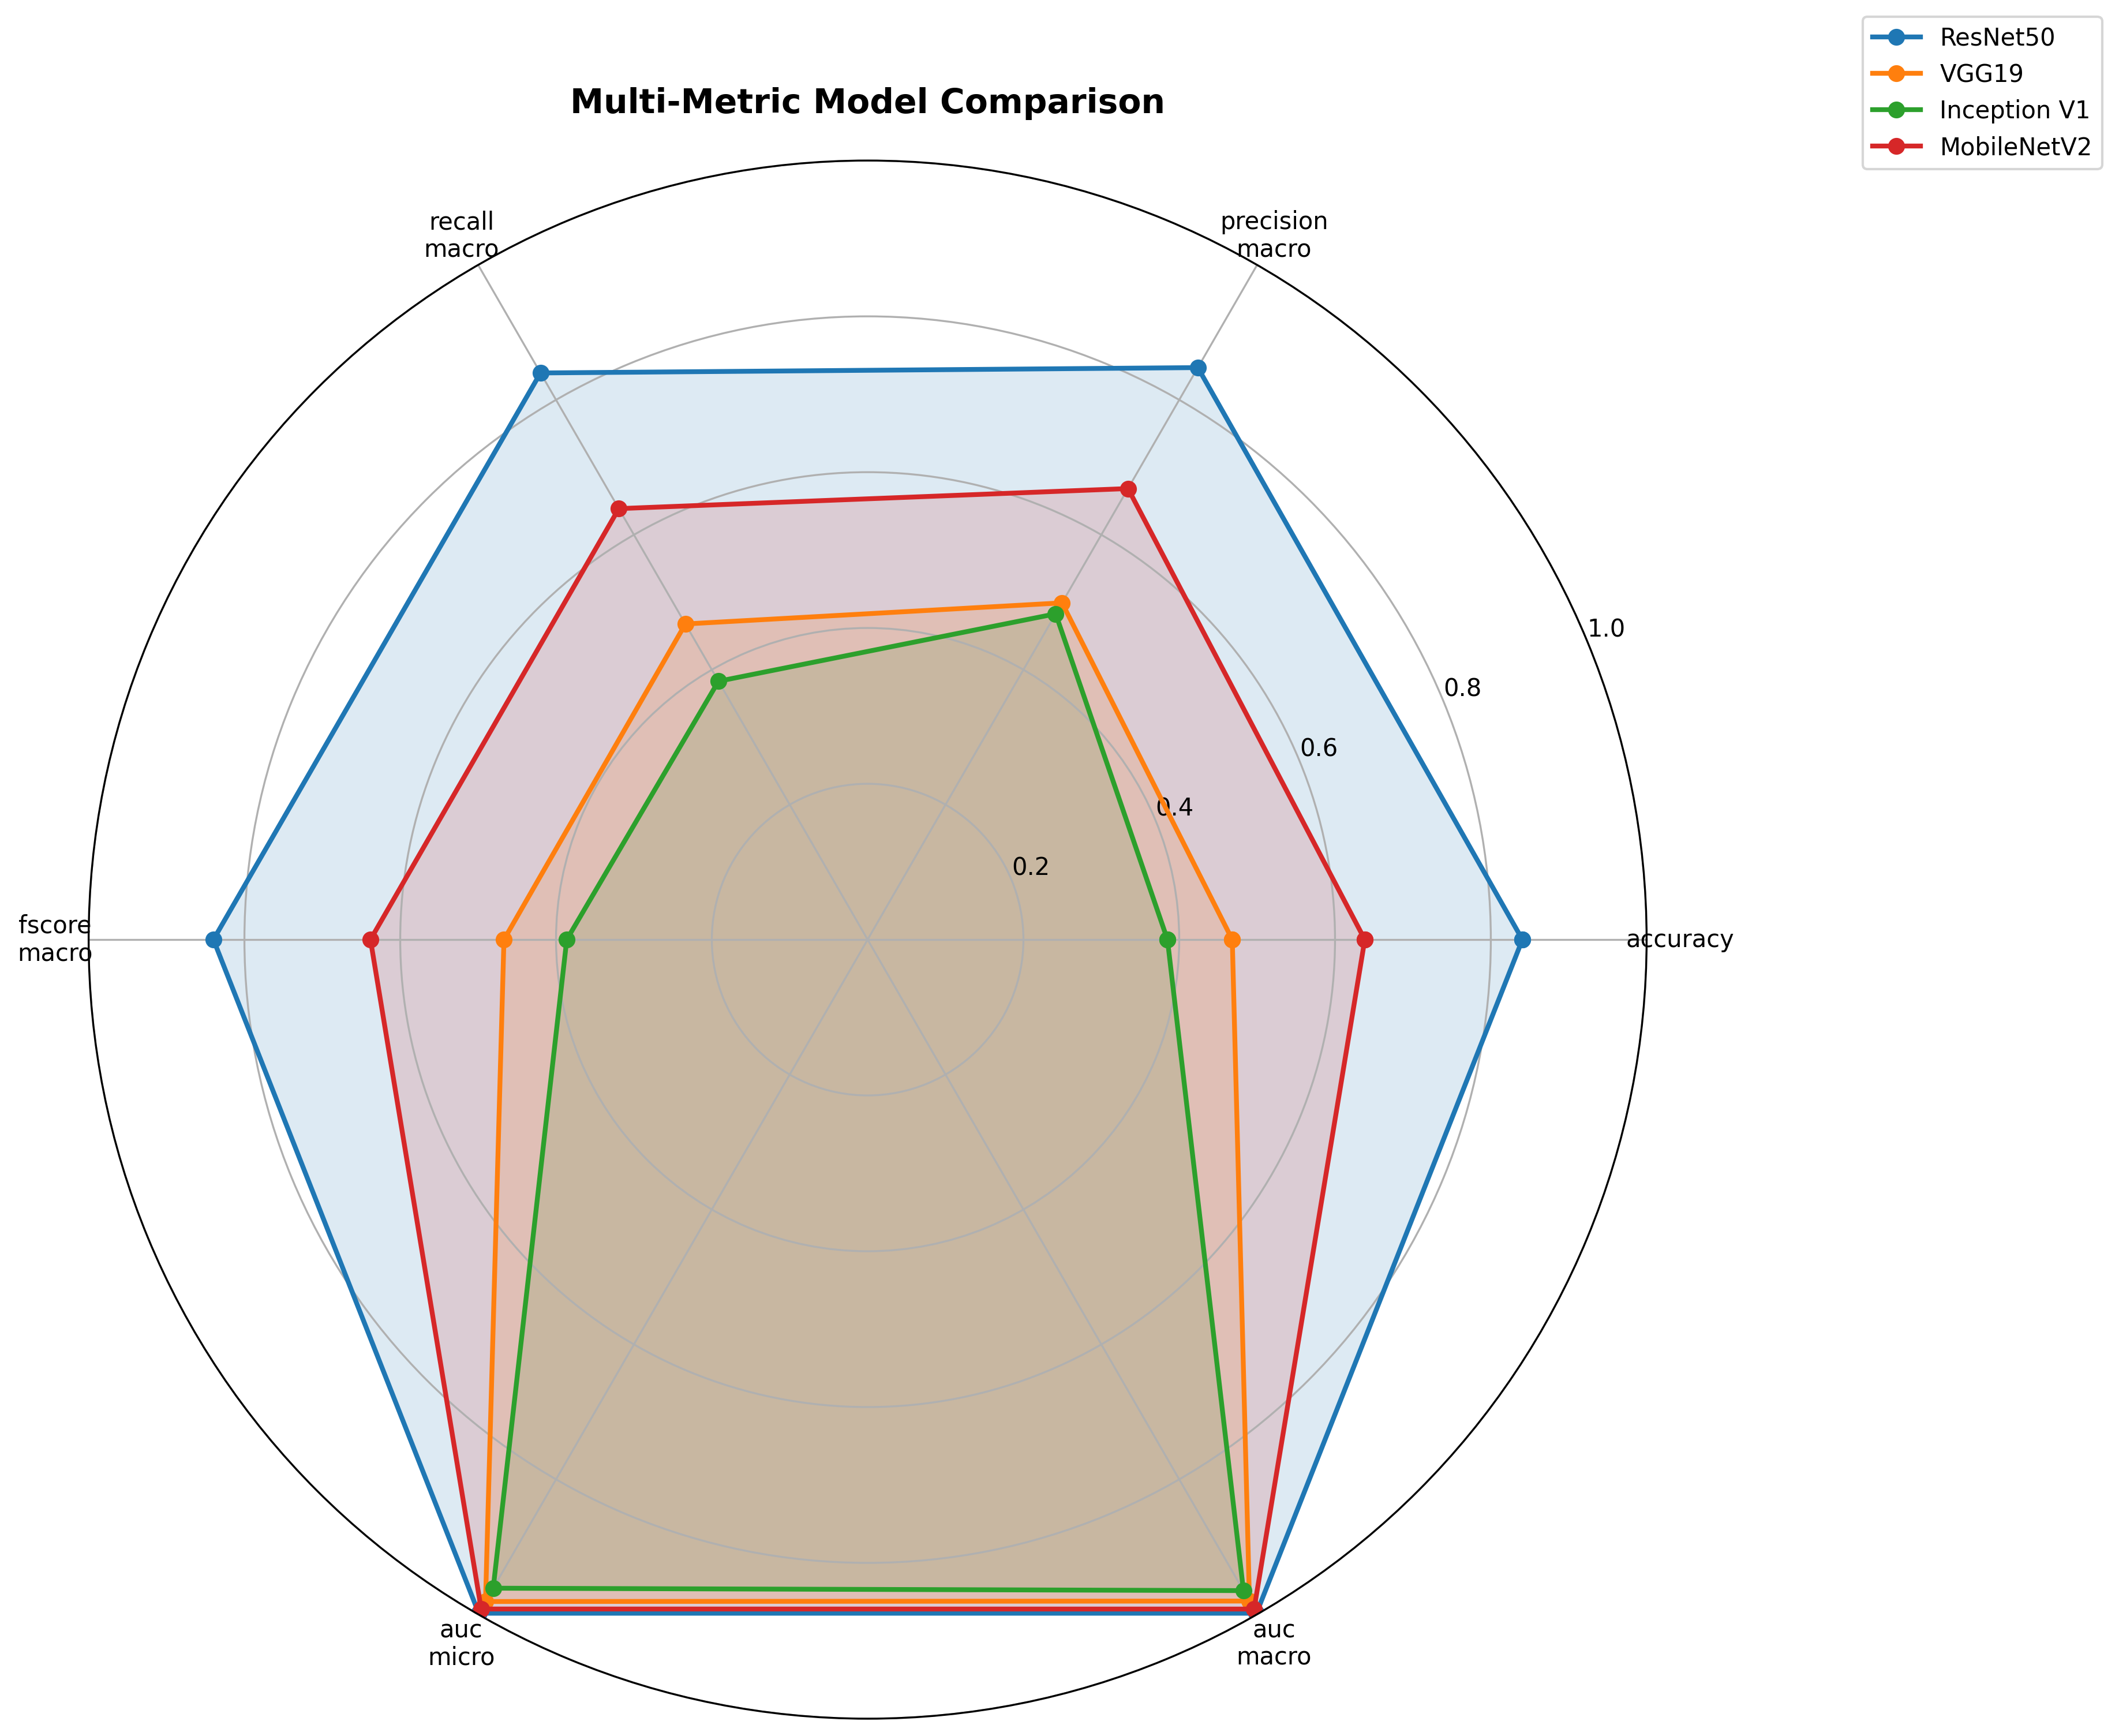 ResNet50
VGG19
Inception V1
MobileNetV2
Multi-Metric Model Comparison
recall
macro
precision
macro
1.0
0.8
0.6
0.4
0.2
fscore
macro
accuracy
auc
micro
auc
macro